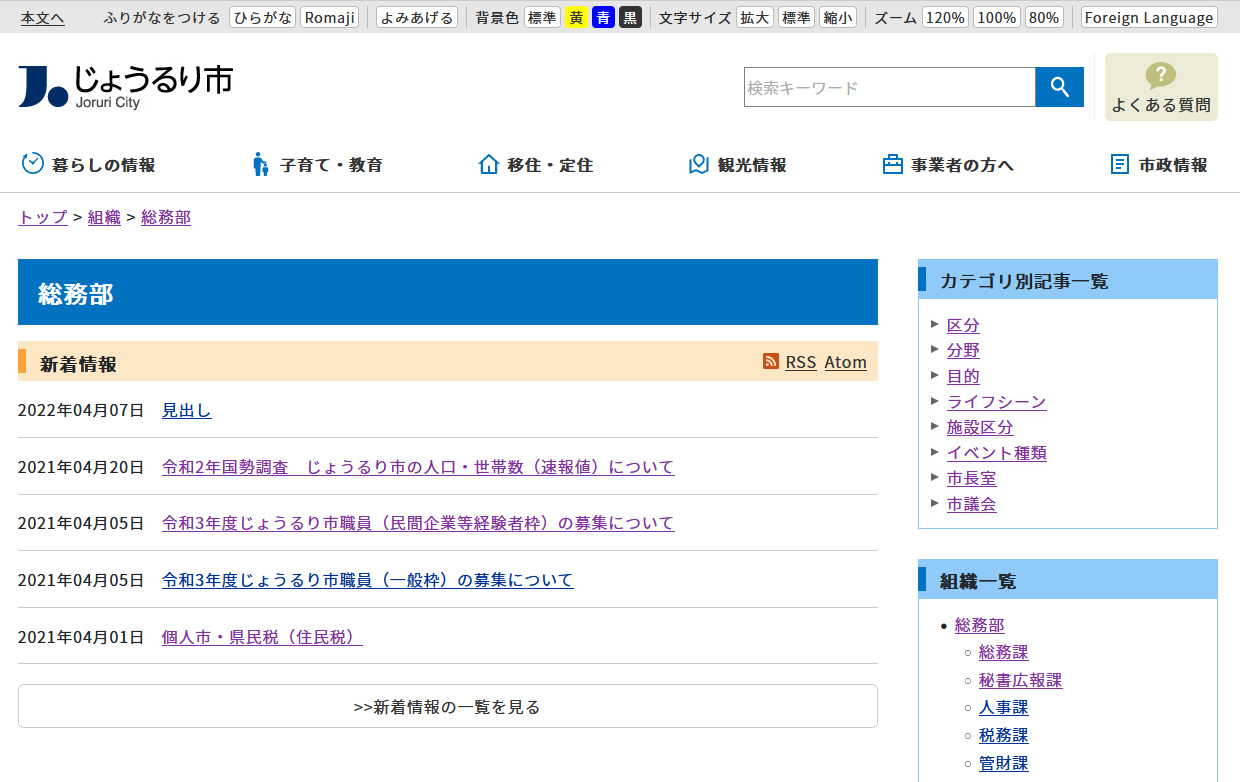 本文へ ふりがなをつける ひらがな Romaji よみあげる 背景色 標準 黄 青 黒 文字サイズ 拡大 標準 縮小 ズーム 120% 100% 80% Foreign Language
じょうるり市
Joruri City
検索キーワード
?
よくある質問
暮らしの情報 子育て・教育 移住・定住 観光情報 事業者の方へ 市政情報
トップ > 組織 > 総務部
総務部
新着情報 RSS Atom
2022年04月07日 見出し
2021年04月20日 令和2年国勢調査　じょうるり市の人口・世帯数（速報値）について
2021年04月05日 令和3年度じょうるり市職員（民間企業等経験者枠）の募集について
2021年04月05日 令和3年度じょうるり市職員（一般枠）の募集について
2021年04月01日 個人市・県民税（住民税）
>>新着情報の一覧を見る
カテゴリ別記事一覧
区分
分野
目的
ライフシーン
施設区分
イベント種類
市長室
市議会
組織一覧
総務部
総務課
秘書広報課
人事課
税務課
管財課